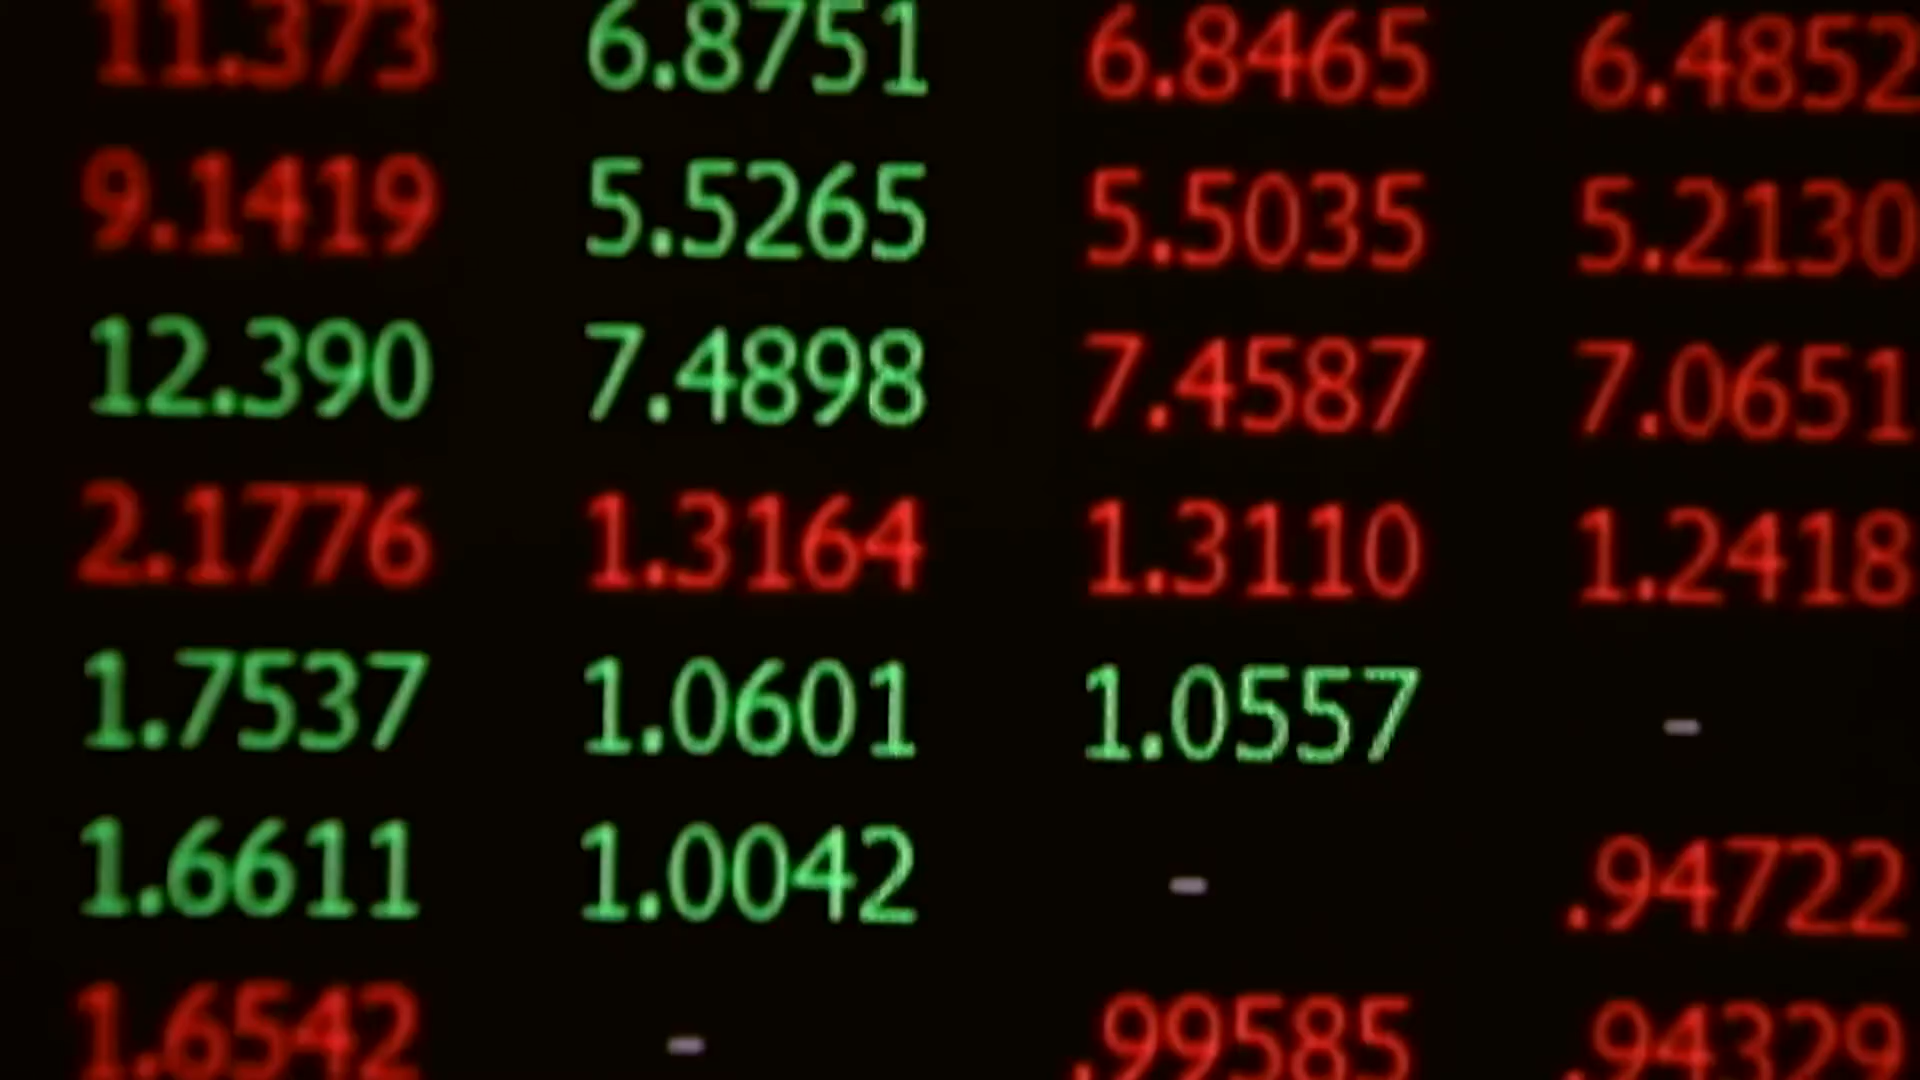 11.373 6.8751 6.8465 6.4852
9.1419 5.5265 5.5035 5.2130
12.390 7.4898 7.4587 7.0651
2.1776 1.3164 1.3110 1.2418
1.7537 1.0601 1.0557 -
1.6611 1.0042 - .94722
1.6542 - .99585 .94329